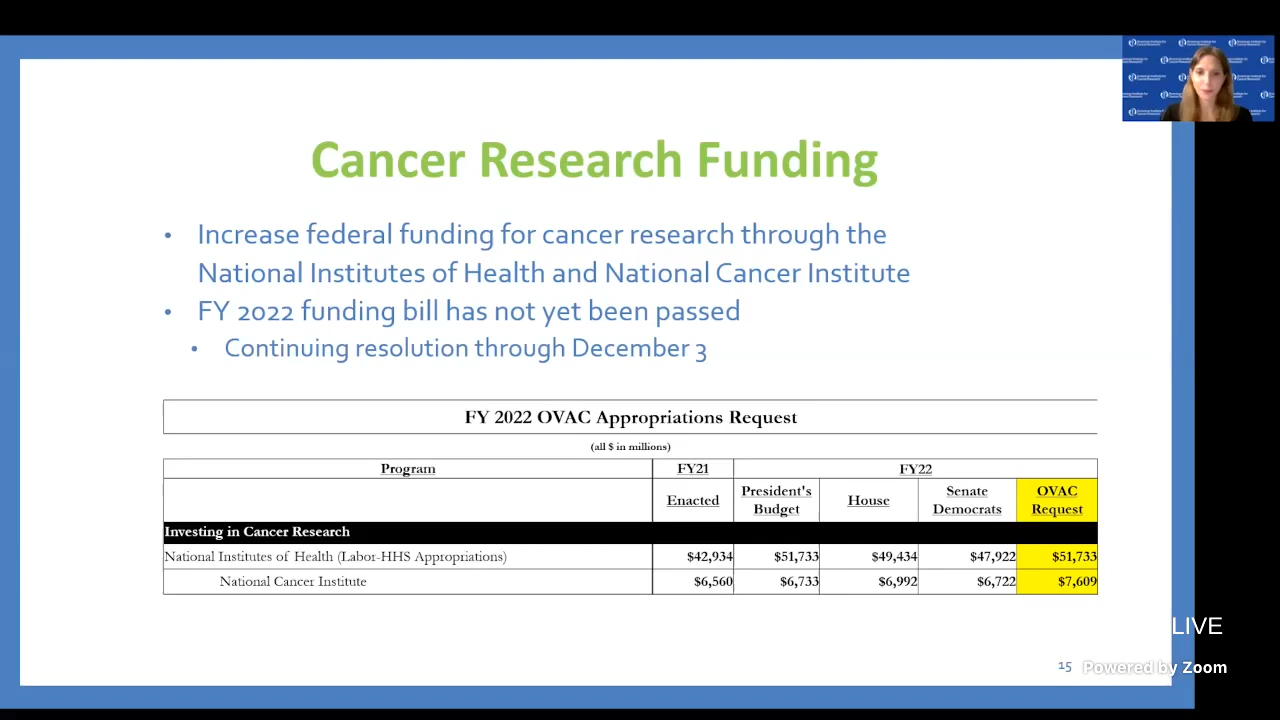 Cancer Research Funding
• Increase federal funding for cancer research through the
National Institutes of Health and National Cancer Institute
• FY 2022 funding bill has not yet been passed
• Continuing resolution through December 3
FY 2022 OVAC Appropriations Request
(all $ in millions)
Program FY21 FY22
Enacted President's Budget House Senate Democrats OVAC Request
Investing in Cancer Research
National Institutes of Health (Labor-HHS Appropriations) $42,934 $51,733 $49,434 $47,922 $51,733
National Cancer Institute $6,560 $6,733 $6,992 $6,722 $7,609
LIVE
15 Powered by Zoom